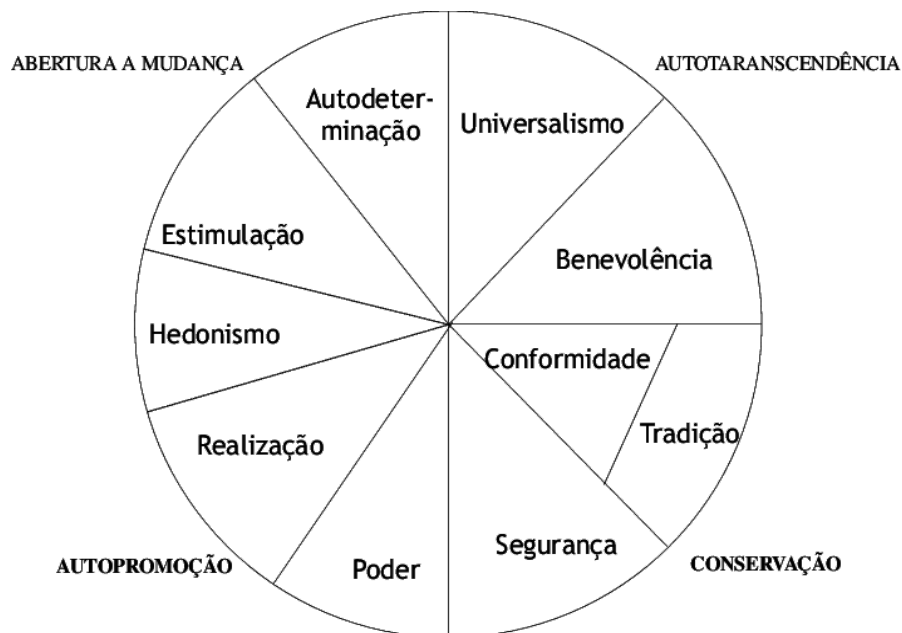 ABERTURA A MUDANÇA
AUTOTARANSCENDÊNCIA
Autodeter-
minação
Universalismo
Estimulação
Benevolência
Hedonismo
Conformidade
Realização
Tradição
Segurança
Poder
AUTOPROMOÇÃO
CONSERVAÇÃO